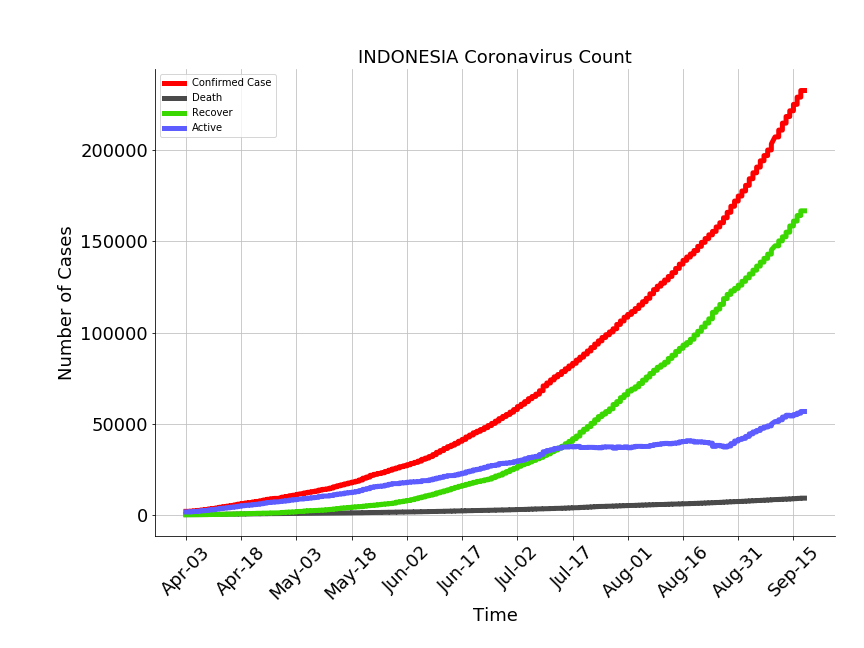 INDONESIA Coronavirus Count
Confirmed Case
Death
Recover
Active
Number of Cases
200000
150000
100000
50000
0
Apr-03
Apr-18
May-03
May-18
Jun-02
Jun-17
Jul-02
Jul-17
Aug-01
Aug-16
Aug-31
Sep-15
Time